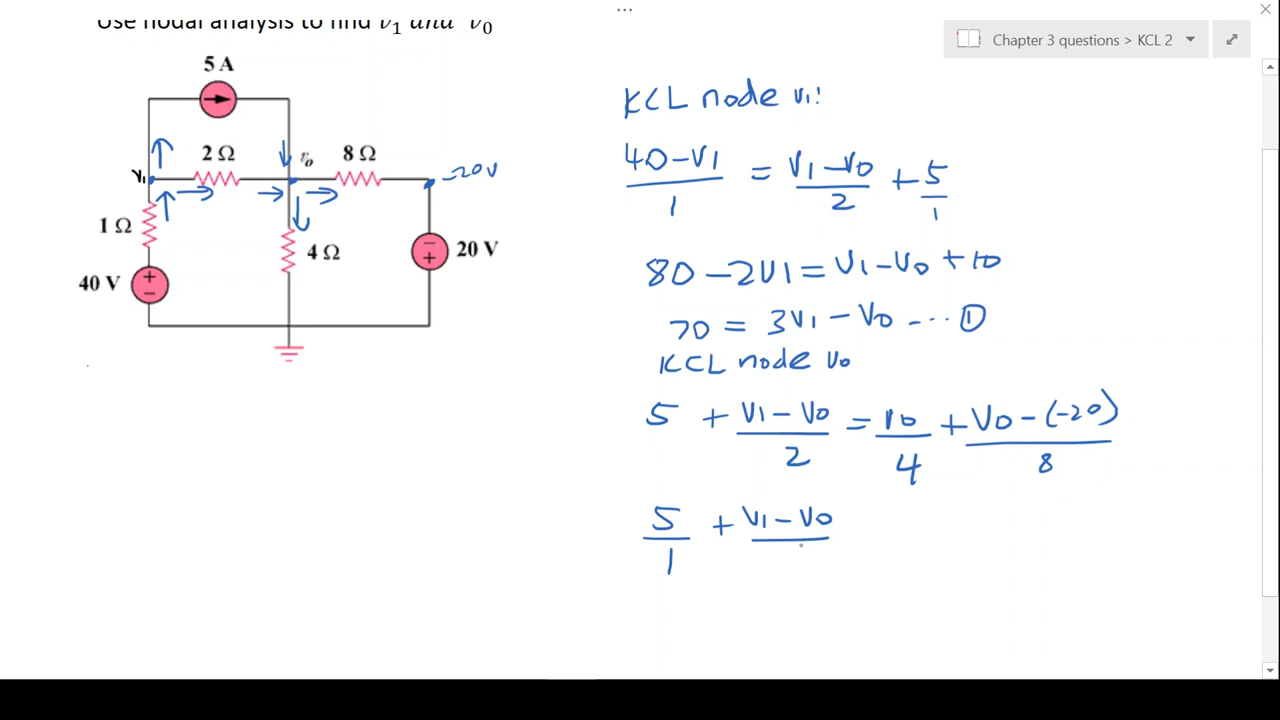 Use nodal analysis to find v₁ and v₀
Chapter 3 questions > KCL 2
5 A
2 Ω
v₀
8 Ω
V₁
-20V
1 Ω
4 Ω
20 V
40 V
KCL node v₁:
40-V1/1 = V1-V0/2 + 5/1
80 - 2V1 = V1-V0 + 10
70 = 3V1 - V0 --- ①
KCL node V0
5 + V1-V0/2 = V0/4 + V0-(-20)/8
5/1 + V1-V0